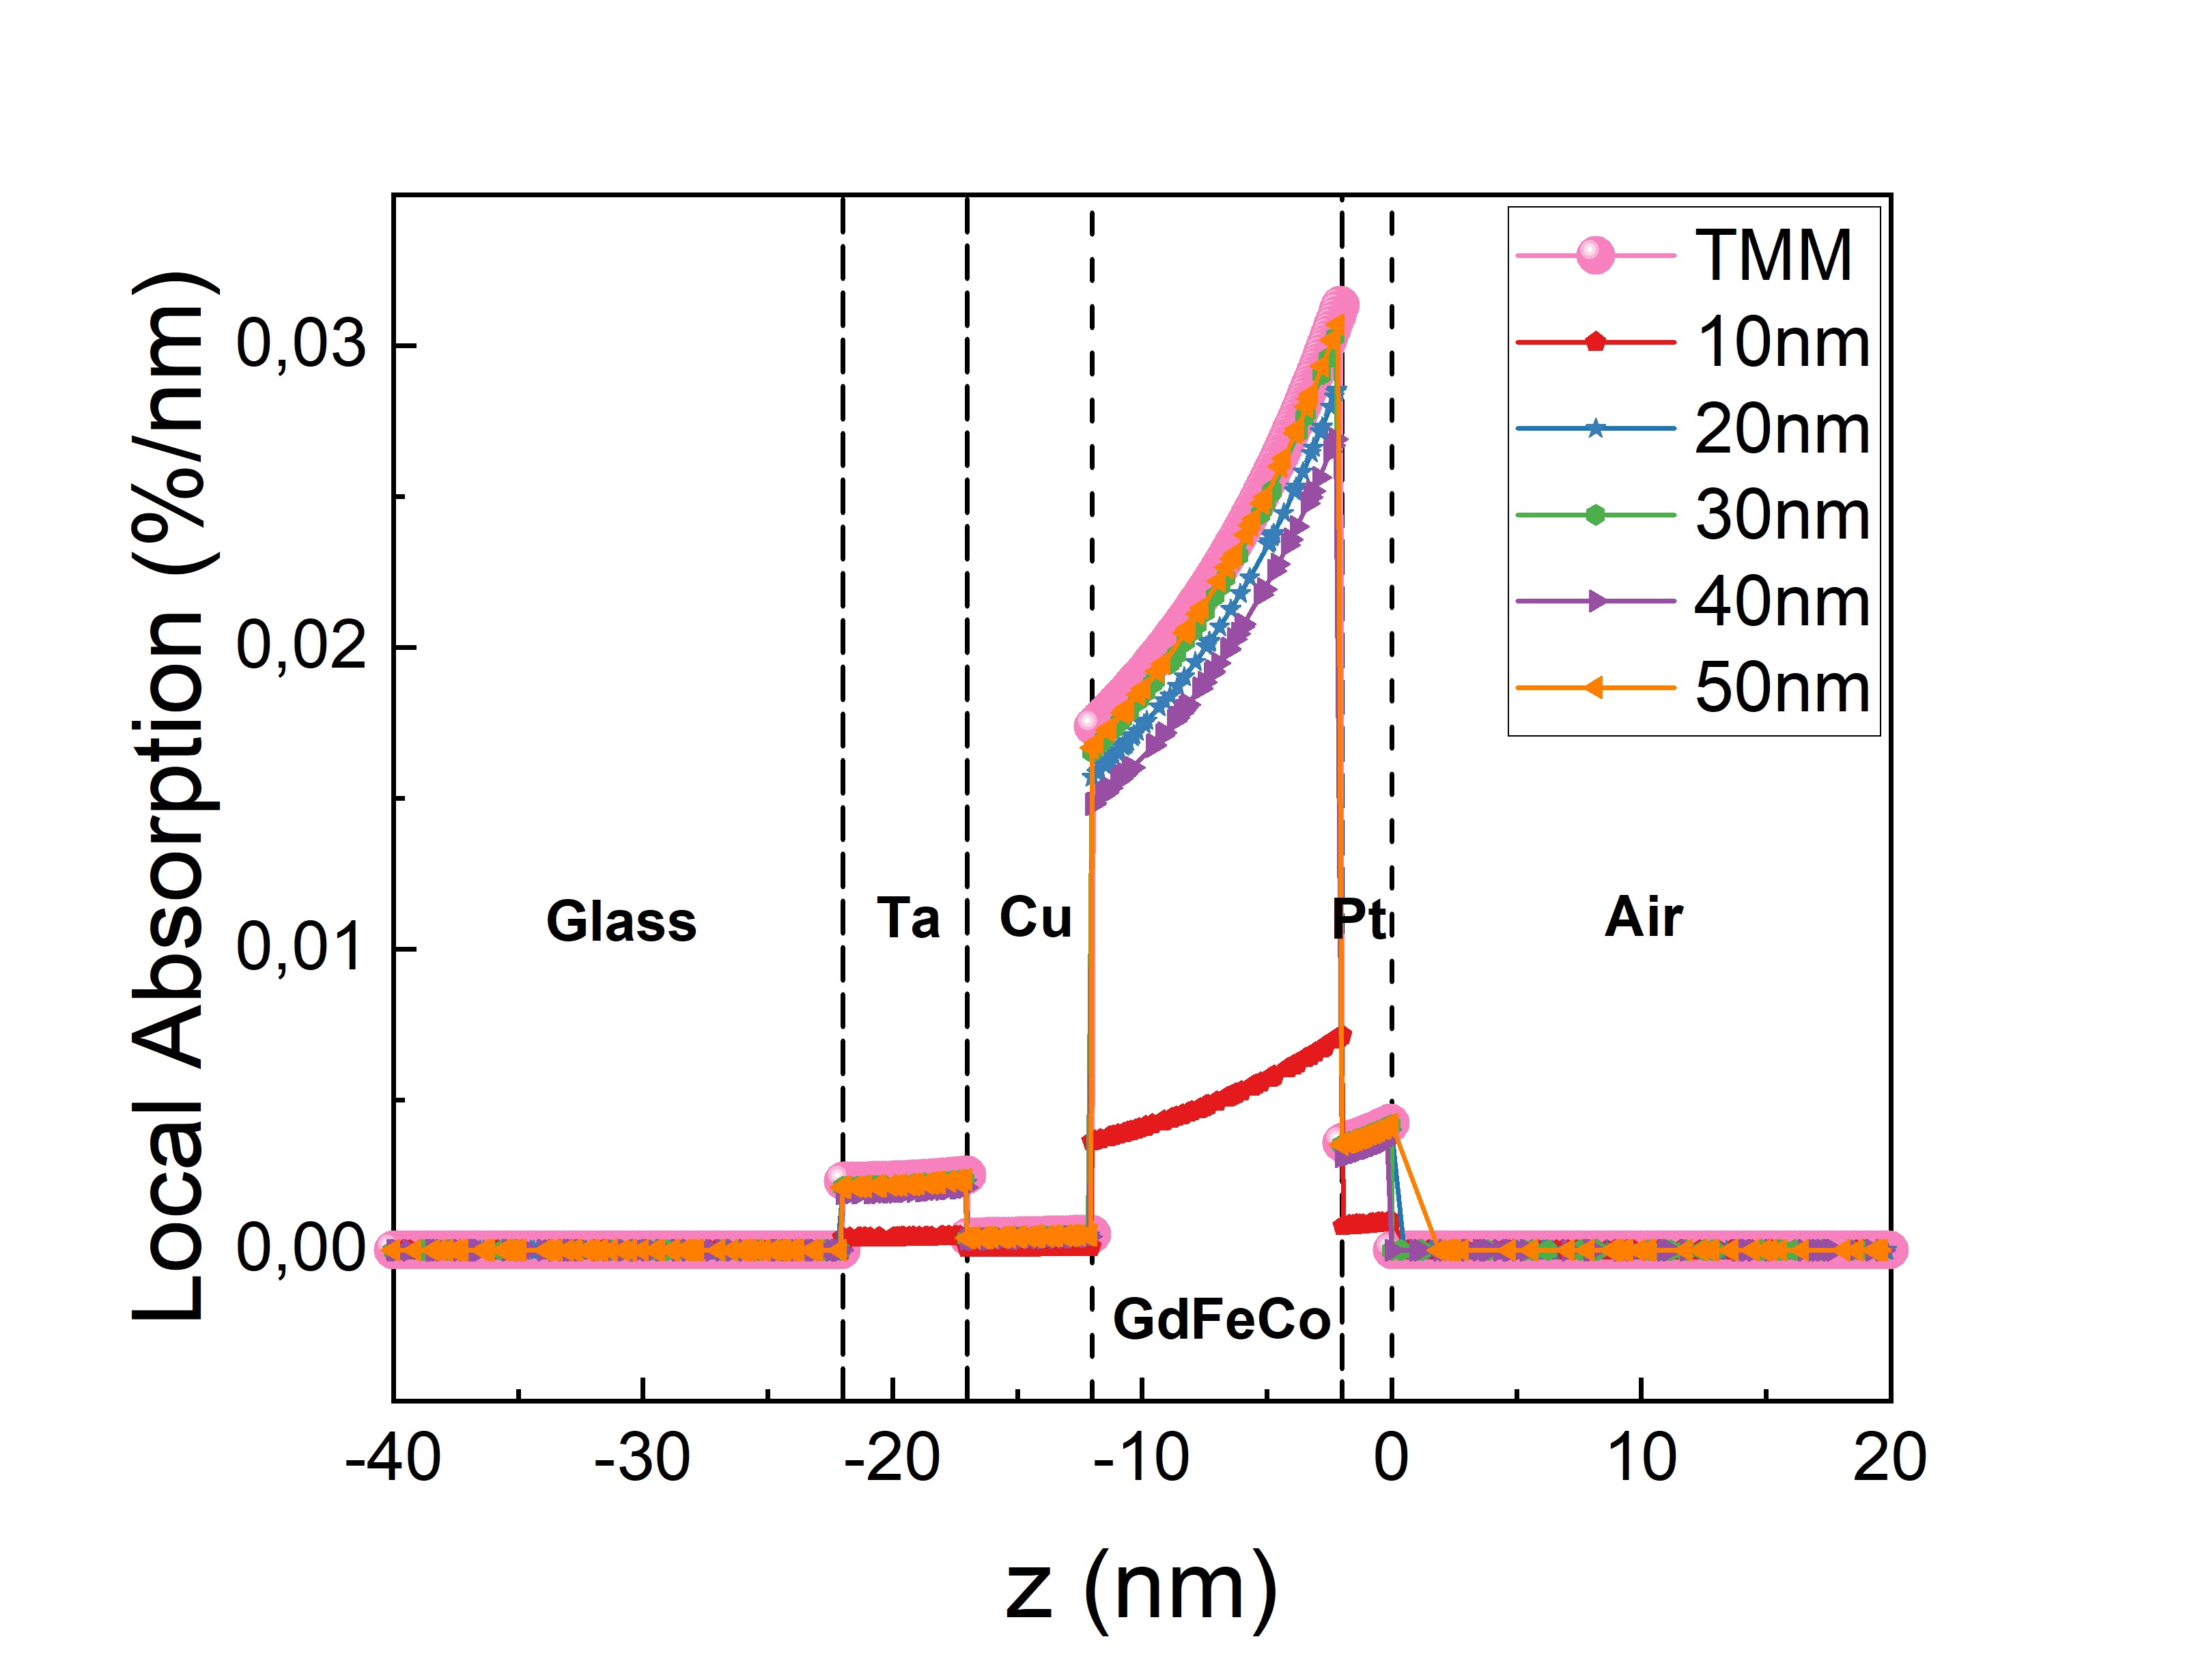 Local Absorption (%/nm)
0,03
0,02
0,01
0,00
TMM
10nm
20nm
30nm
40nm
50nm
Glass
Ta
Cu
Pt
Air
GdFeCo
-40
-30
-20
-10
0
10
20
z (nm)